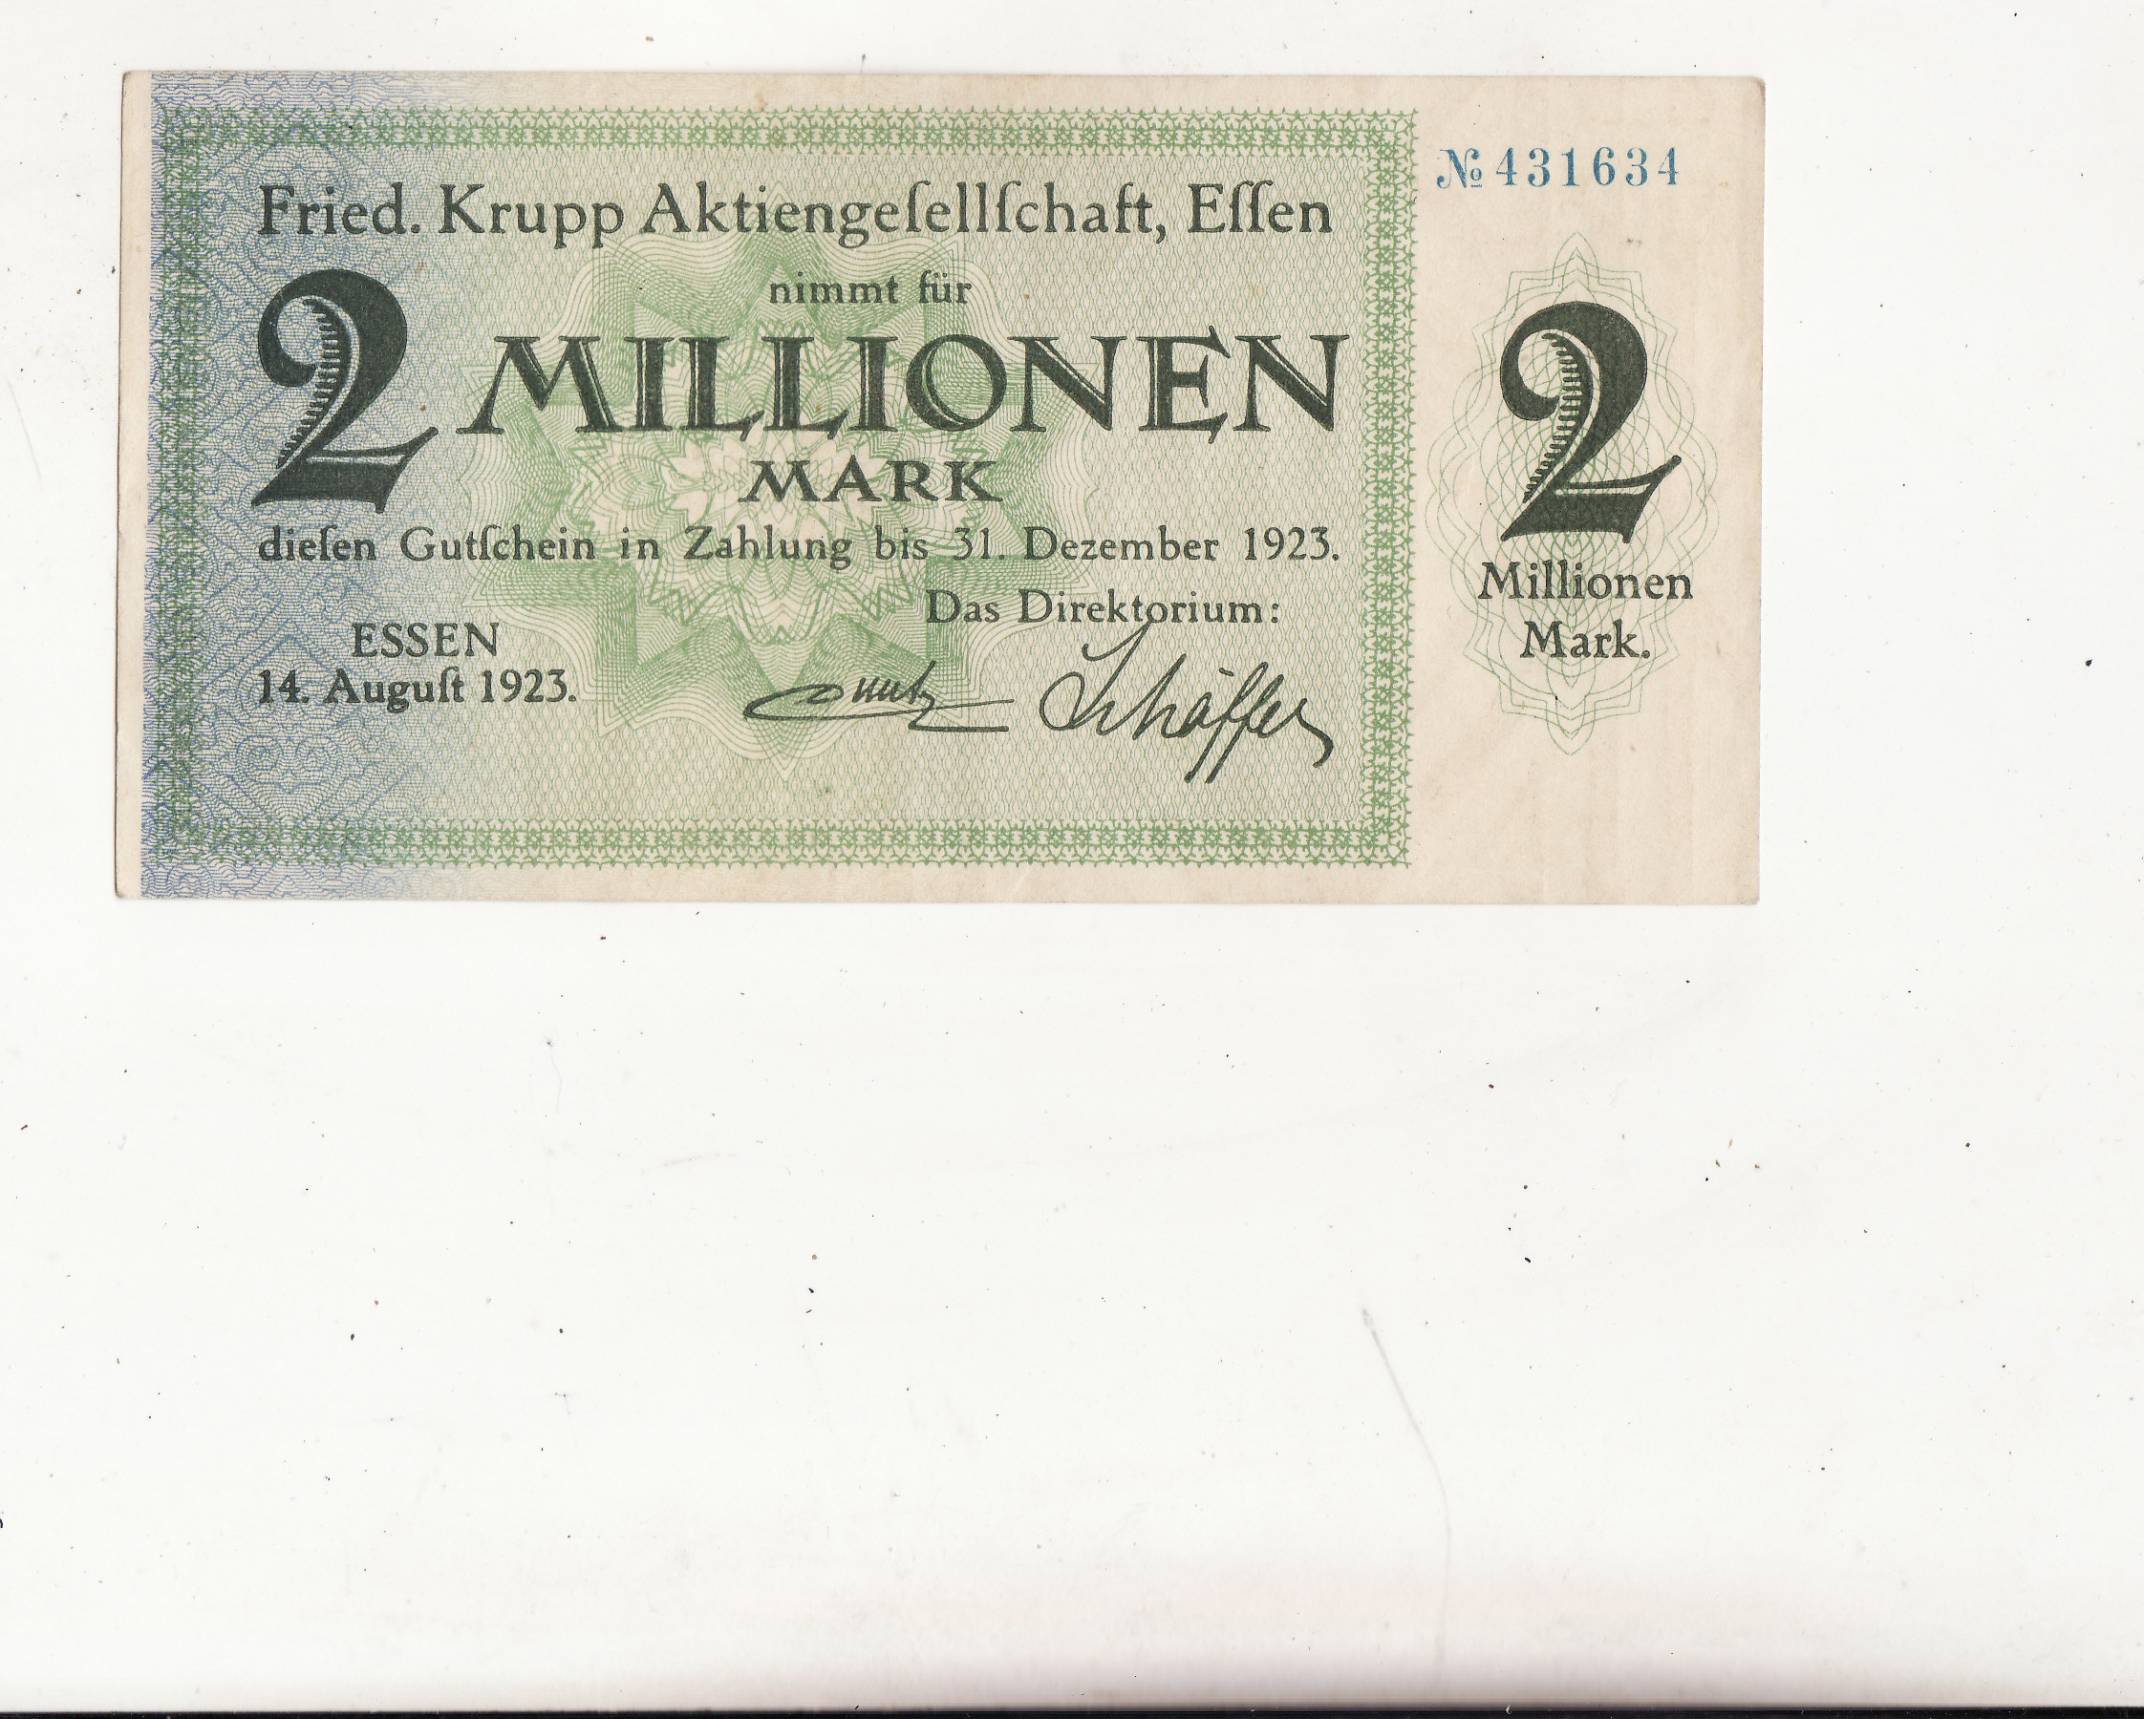 № 431634
Fried. Krupp Aktiengeſellſchaft, Eſſen
nimmt für
2 MILLIONEN
MARK
dieſen Gutſchein in Zahlung bis 31. Dezember 1923.
Das Direktorium:
ESSEN
14. Auguſt 1923.
Schäffer
2
Millionen
Mark.